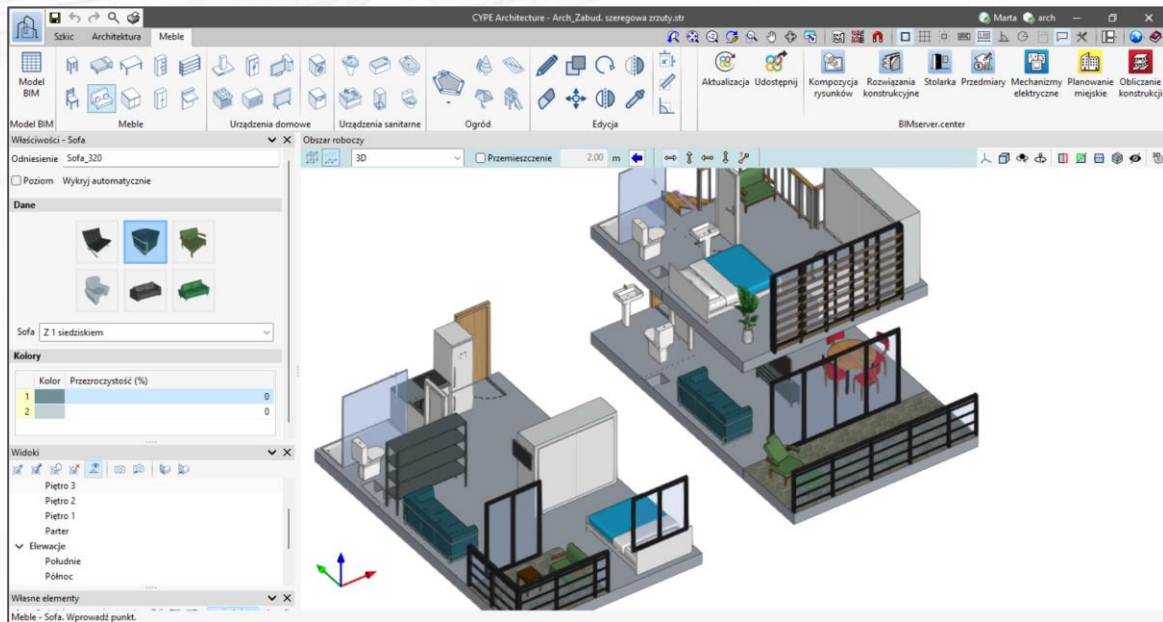 CYPE Architecture - Arch_Zabud. szeregowa zrzuty.str
Marta arch
Szkic Architektura Meble
Model BIM
Aktualizacja Udostępnij Kompozycja rysunków Rozwiązania konstrukcyjne Stolarka Przedmiary Mechanizmy elektryczne Planowanie miejskie Obliczanie konstrukcji
Model BIM Meble Urządzenia domowe Urządzenia sanitarne Ogród Edycja BIMserver.center
Właściwości - Sofa
Obszar roboczy
Odniesienie Sofa_320
3D Przemieszczenie 2.00 m
Poziom Wykryj automatycznie
Dane
Sofa Z 1 siedziskiem
Kolory
Kolor Przezroczystość (%)
1 0
2 0
Widoki
Piętro 3
Piętro 2
Piętro 1
Parter
Elewacje
Południe
Północ
Własne elementy
Meble - Sofa. Wprowadź punkt.